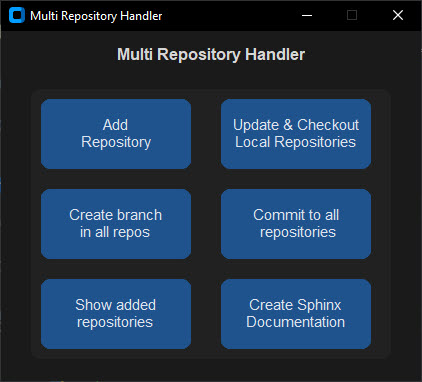 Multi Repository Handler
Multi Repository Handler
Add
Repository
Update & Checkout
Local Repositories
Create branch
in all repos
Commit to all
repositories
Show added
repositories
Create Sphinx
Documentation